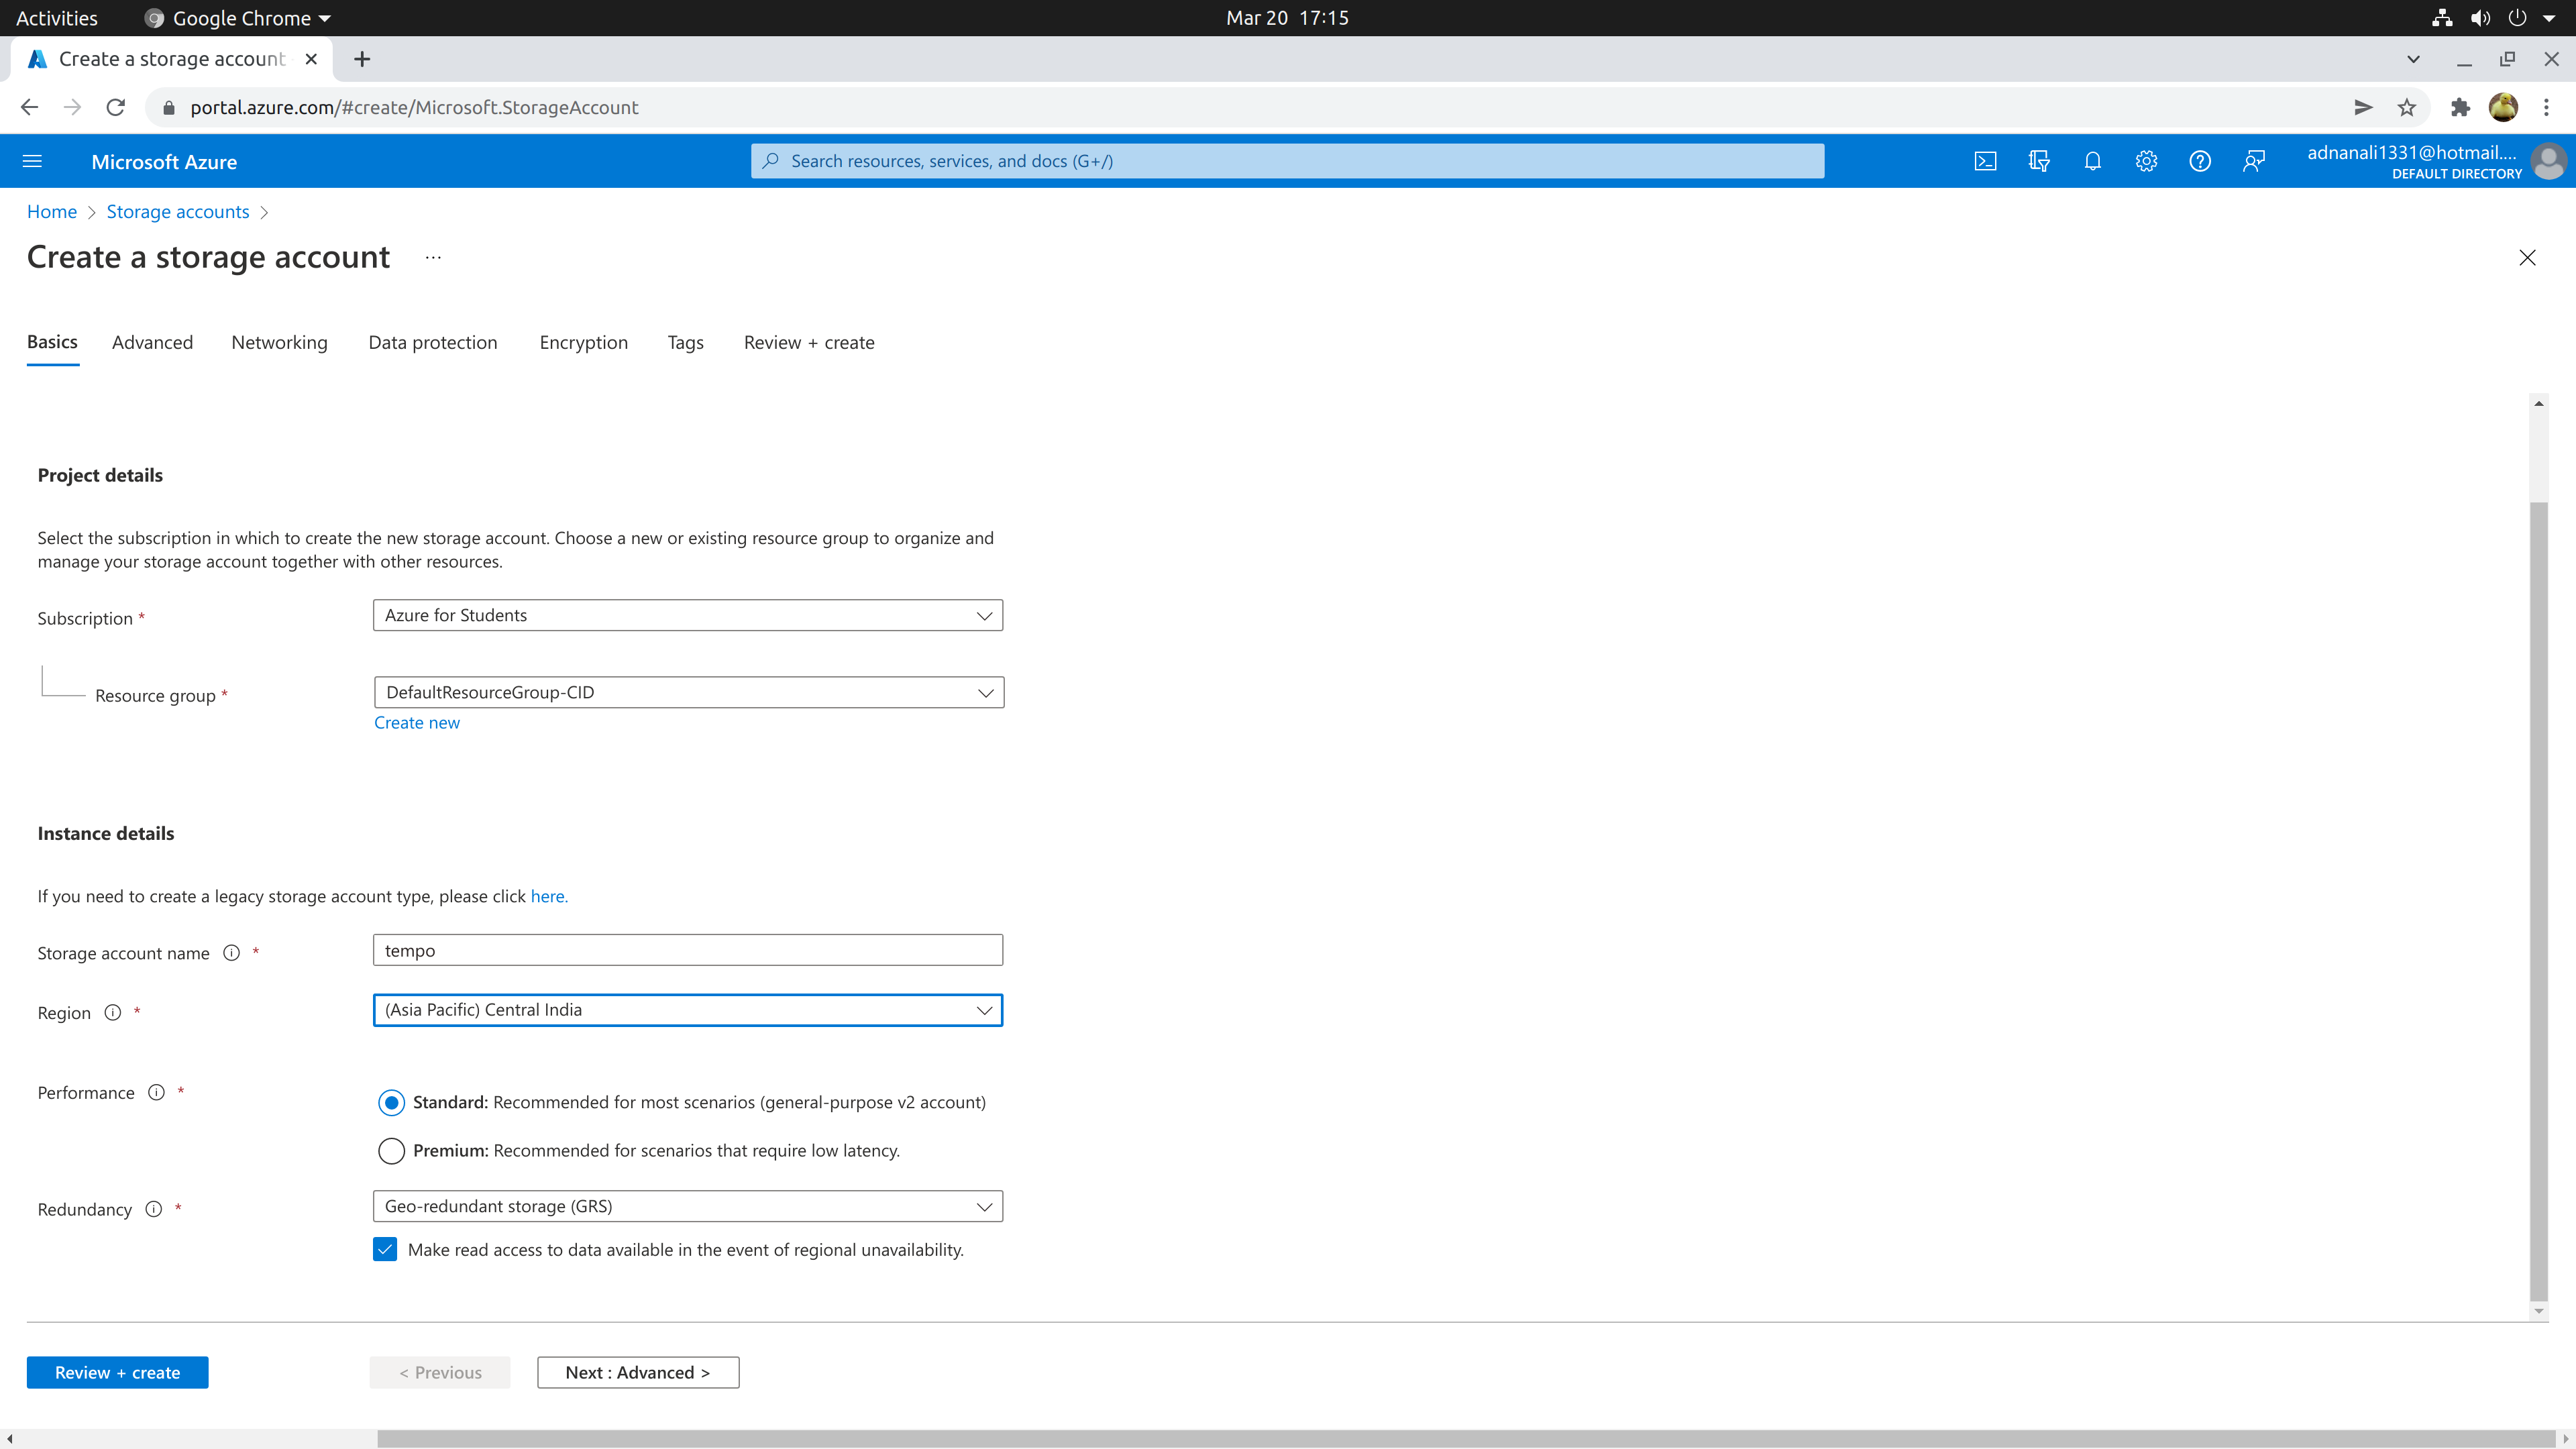 Activities
Google Chrome
Mar 20 17:15
Create a storage account
portal.azure.com/#create/Microsoft.StorageAccount
Microsoft Azure
Search resources, services, and docs (G+/)
adnanali1331@hotmail....
DEFAULT DIRECTORY
Home > Storage accounts >
Create a storage account ...
Basics Advanced Networking Data protection Encryption Tags Review + create
Project details
Select the subscription in which to create the new storage account. Choose a new or existing resource group to organize and
manage your storage account together with other resources.
Subscription * Azure for Students
Resource group * DefaultResourceGroup-CID
Create new
Instance details
If you need to create a legacy storage account type, please click here.
Storage account name * tempo
Region * (Asia Pacific) Central India
Performance * Standard: Recommended for most scenarios (general-purpose v2 account)
Premium: Recommended for scenarios that require low latency.
Redundancy * Geo-redundant storage (GRS)
Make read access to data available in the event of regional unavailability.
Review + create < Previous Next : Advanced >